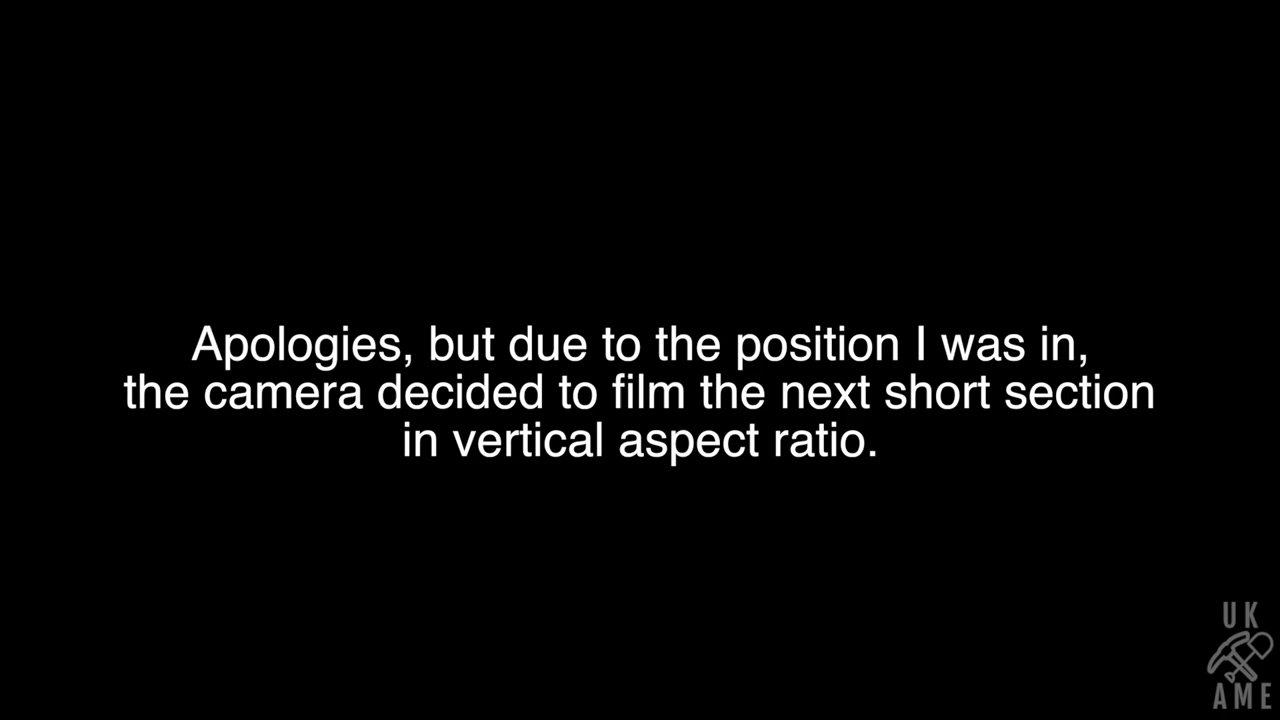 Apologies, but due to the position I was in,
the camera decided to film the next short section
in vertical aspect ratio.
UK
AME